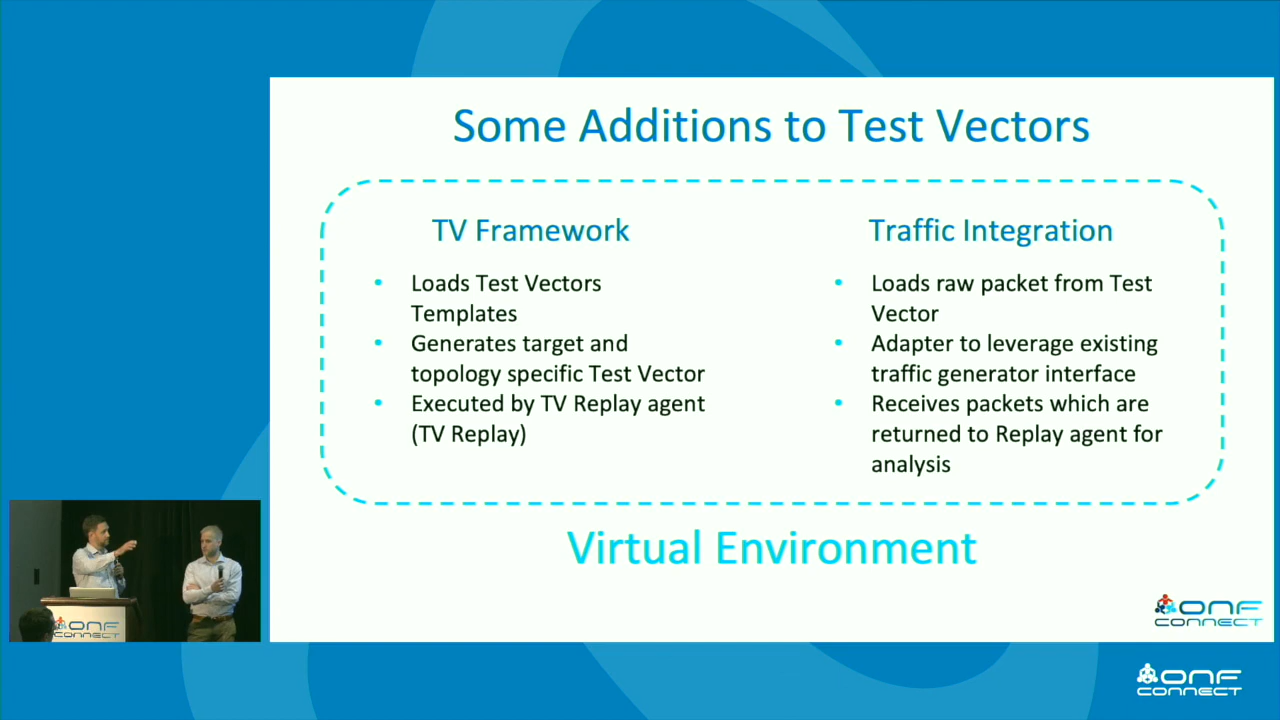 Some Additions to Test Vectors
TV Framework
• Loads Test Vectors
Templates
• Generates target and
topology specific Test Vector
• Executed by TV Replay agent
(TV Replay)
Traffic Integration
• Loads raw packet from Test
Vector
• Adapter to leverage existing
traffic generator interface
• Receives packets which are
returned to Replay agent for
analysis
Virtual Environment
ONF
CONNECT
ONF
CONNECT
ONF
CONNECT